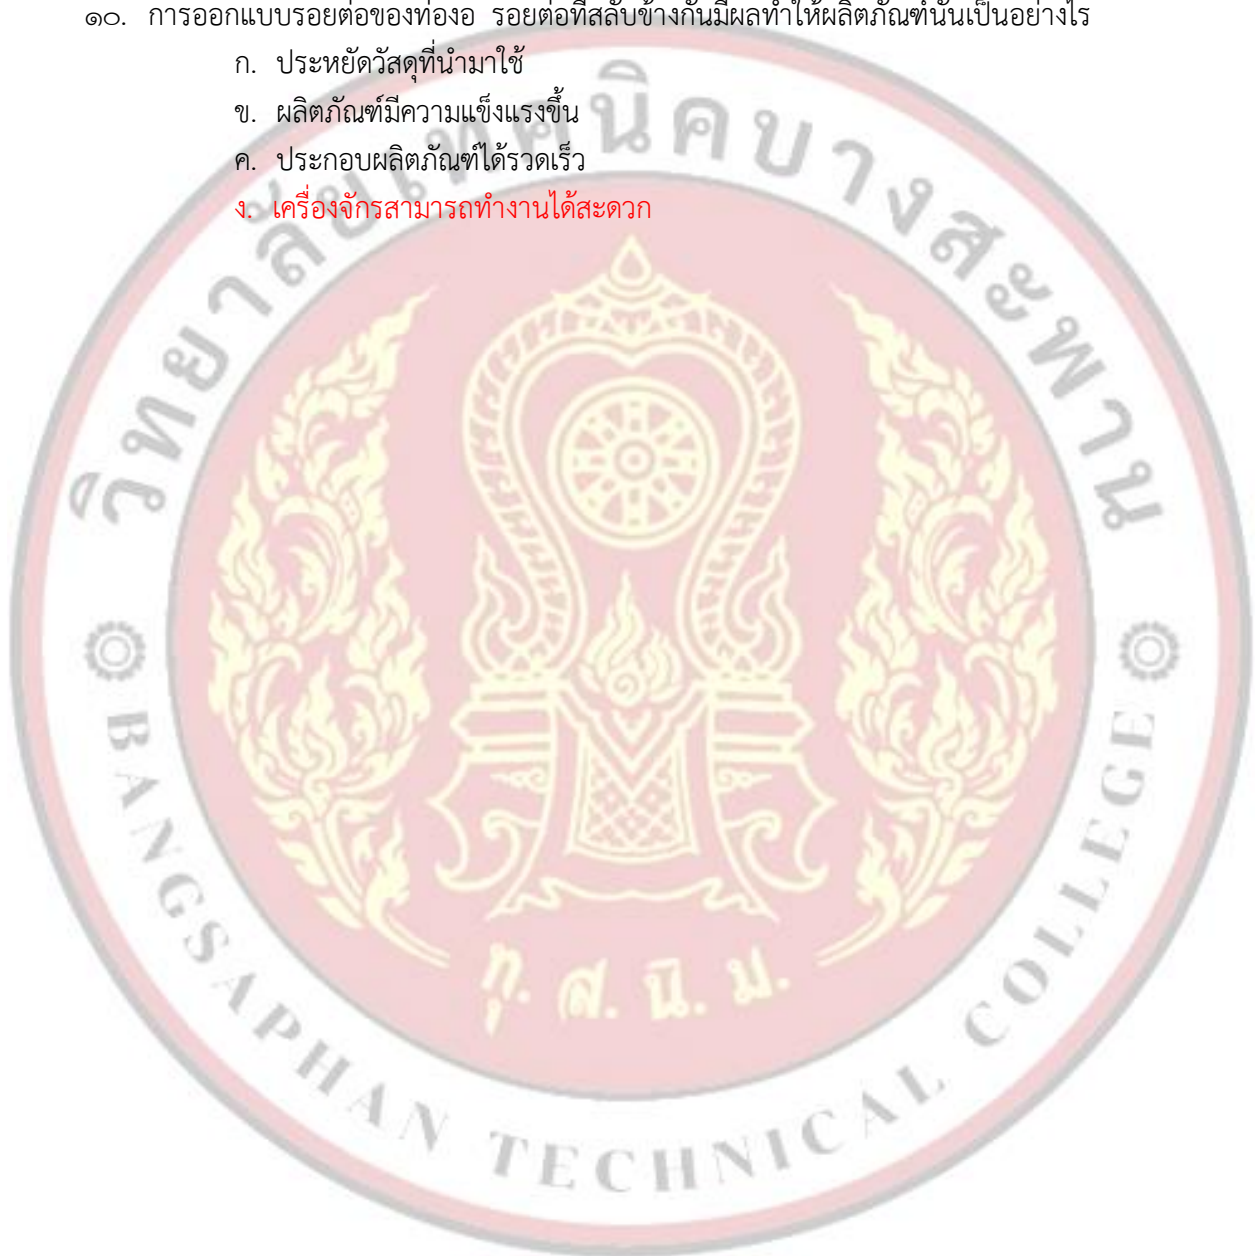 ๑๐. การออกแบบรอยต่อของท่องอ รอยต่อที่สลับข้างกันมีผลทำให้ผลิตภัณฑ์นั้นเป็นอย่างไร
ก. ประหยัดวัสดุที่นำมาใช้
ข. ผลิตภัณฑ์มีความแข็งแรงขึ้น
ค. ประกอบผลิตภัณฑ์ได้รวดเร็ว
ง. เครื่องจักรสามารถทำงานได้สะดวก
วิทยาลัยเทคนิคบางสะพาน
ทุ. ส. นิ. ม.
BANGSAPHAN TECHNICAL COLLEGE